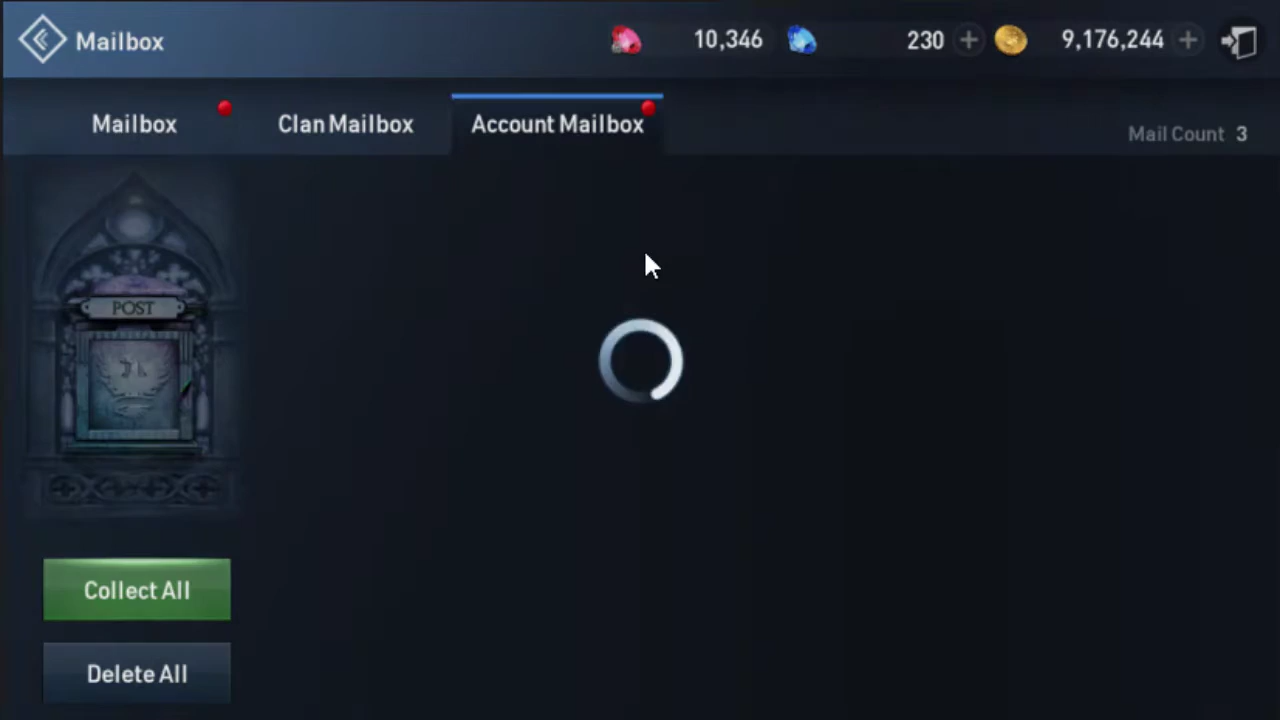 Mailbox
10,346
230
9,176,244
Mailbox
Clan Mailbox
Account Mailbox
Mail Count 3
POST
Collect All
Delete All